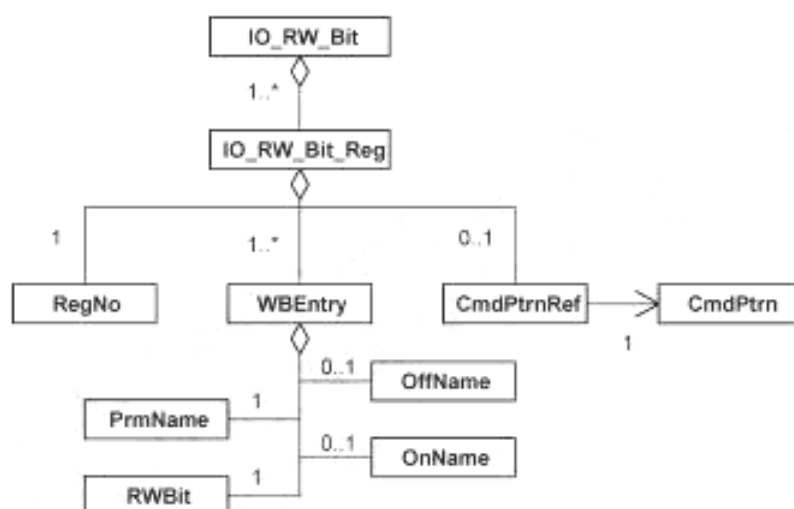 IO_RW_Bit
1..*
IO_RW_Bit_Reg
1
1..*
0..1
RegNo
WBEntry
CmdPtrnRef
CmdPtrn
1
0..1
OffName
PrmName
1
0..1
OnName
RWBit
1